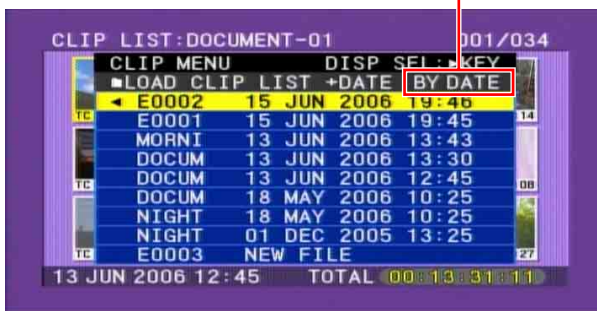 CLIP LIST:DOCUMENT-01 001/034
CLIP MENU DISP SEL:►KEY
LOAD CLIP LIST +DATE BY DATE
◄ E0002 15 JUN 2006 19:46
E0001 15 JUN 2006 19:45
TC 14
MORNI 13 JUN 2006 13:43
DOCUM 13 JUN 2006 13:30
DOCUM 13 JUN 2006 12:45
TC 08
DOCUM 18 MAY 2006 10:25
NIGHT 18 MAY 2006 10:25
NIGHT 01 DEC 2005 13:25
E0003 NEW FILE
TC 27
13 JUN 2006 12:45 TOTAL 00:13:31:11